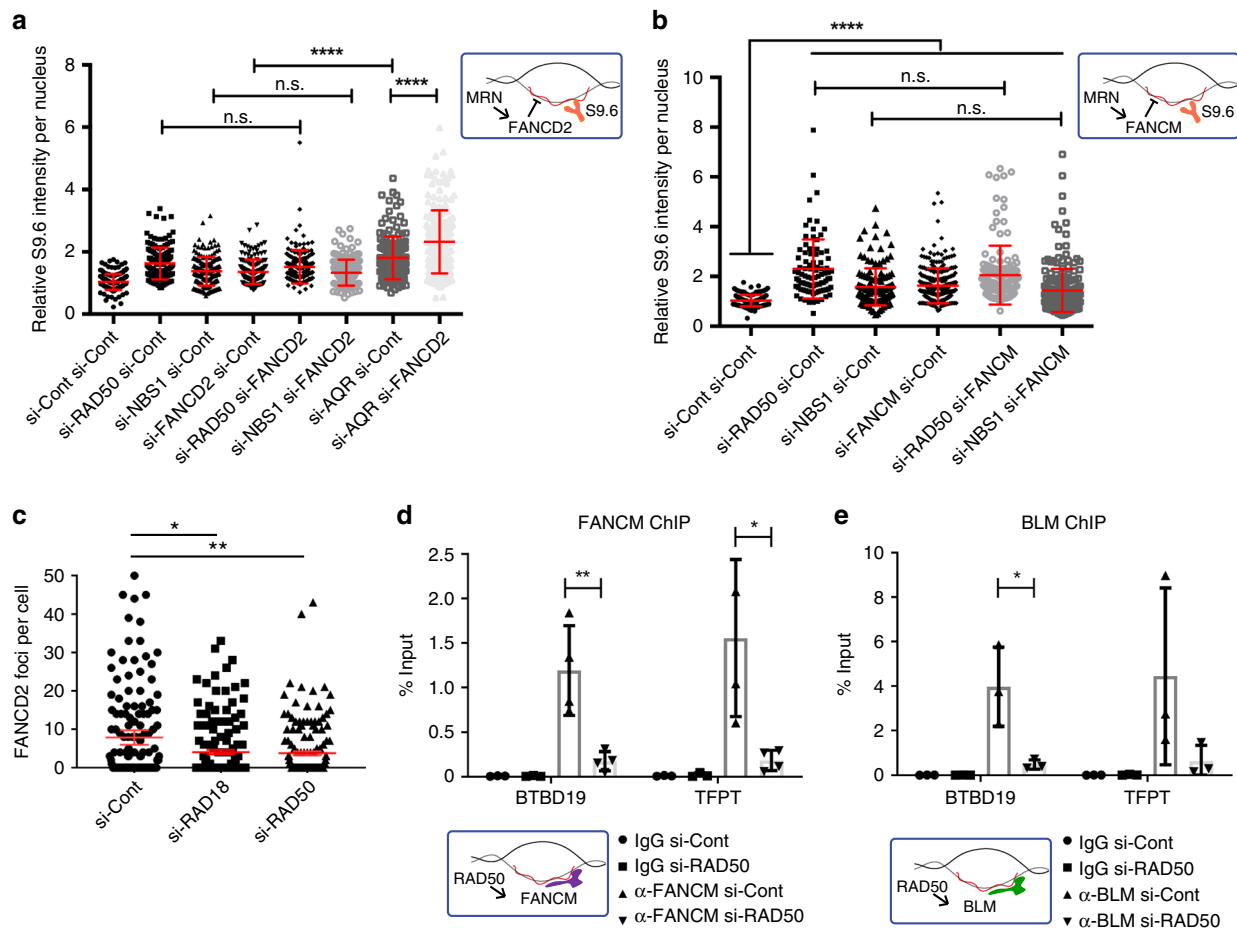 a
Relative S9.6 intensity per nucleus
8
6
4
2
0
****
n.s.
****
n.s.
MRN
FANCD2
S9.6
si-Cont si-Cont
si-RAD50 si-Cont
si-NBS1 si-Cont
si-FANCD2 si-Cont
si-RAD50 si-FANCD2
si-NBS1 si-FANCD2
si-AQR si-Cont
si-AQR si-FANCD2
b
Relative S9.6 intensity per nucleus
10
8
6
4
2
0
****
n.s.
n.s.
MRN
FANCM
S9.6
si-Cont si-Cont
si-RAD50 si-Cont
si-NBS1 si-Cont
si-FANCM si-Cont
si-RAD50 si-FANCM
si-NBS1 si-FANCM
c
FANCD2 foci per cell
50
40
30
20
10
0
*
**
si-Cont
si-RAD18
si-RAD50
d
FANCM ChIP
% Input
2.5
2.0
1.5
1.0
0.5
0
**
*
BTBD19
TFPT
RAD50
FANCM
IgG si-Cont
IgG si-RAD50
α-FANCM si-Cont
α-FANCM si-RAD50
e
BLM ChIP
% Input
10
8
6
4
2
0
*
BTBD19
TFPT
RAD50
BLM
IgG si-Cont
IgG si-RAD50
α-BLM si-Cont
α-BLM si-RAD50